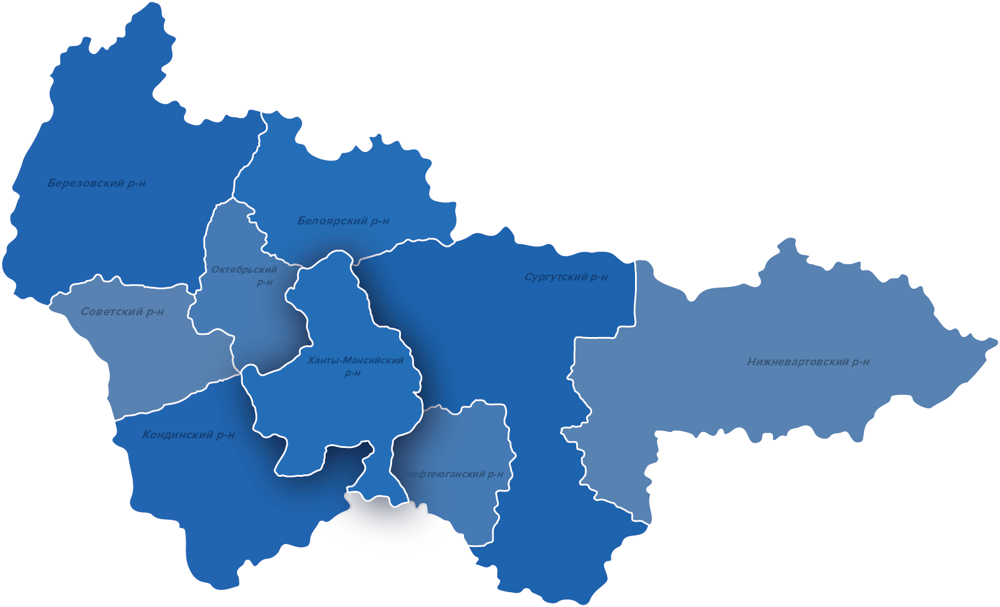 Березовский р-н
Белоярский р-н
Октябрьский
р-н
Сургутский р-н
Советский р-н
Ханты-Мансийский
р-н
Нижневартовский р-н
Кондинский р-н
Нефтеюганский р-н